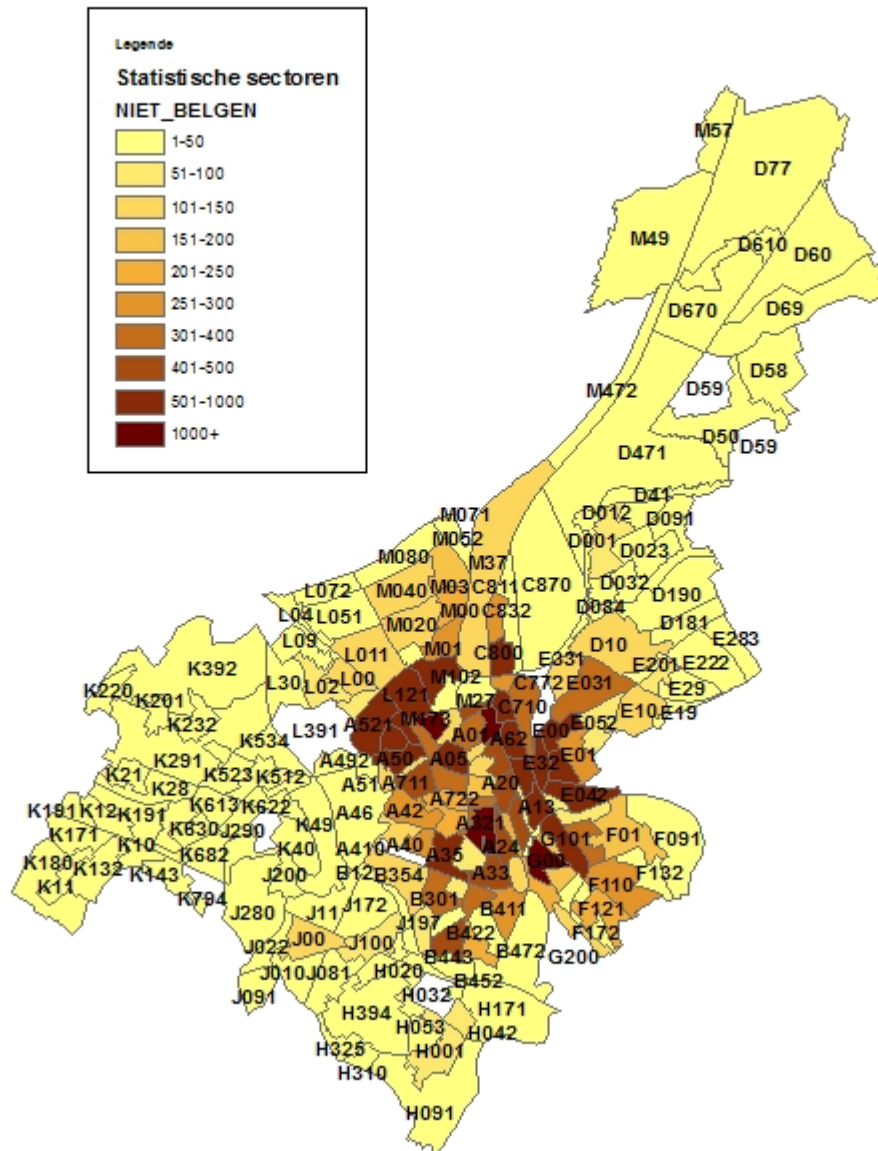 Legende
Statistische sectoren
NIET_BELGEN
1-50
51-100
101-150
151-200
201-250
251-300
301-400
401-500
501-1000
1000+
M57
D77
M49
D610
D60
D670
D69
D58
M472
D59
D50
D59
D471
D41
M071
D012
D091
M052
D001
D023
M080
M37
L072
M040
M03
C811
C870
D032
D190
L04
L051
M00
C832
D084
L09
M020
D181
K392
L011
M01
C800
D10
E283
K220
L30
L02
L00
M102
E331
E201
E222
K201
L121
M27
C772
E031
E29
K232
L391
A521
M173
C710
E10
E19
K534
A01
A62
E00
E052
K291
A492
A50
A05
E32
E01
K21
K523
K512
A51
A711
A20
K28
E042
K191
K12
K191
K613
K622
A46
A42
A722
A13
K171
K630
J290
K49
A321
G101
F01
F091
K10
K682
K40
A410
A40
A35
A24
G00
K180
K132
K143
J200
B12
B354
A33
F132
K11
K794
F110
J280
J11
J172
B301
B411
F121
J197
F172
J022
J00
J100
B422
B443
B472
G200
J010
J081
H020
B452
J091
H032
H394
H171
H053
H042
H325
H001
H310
H091